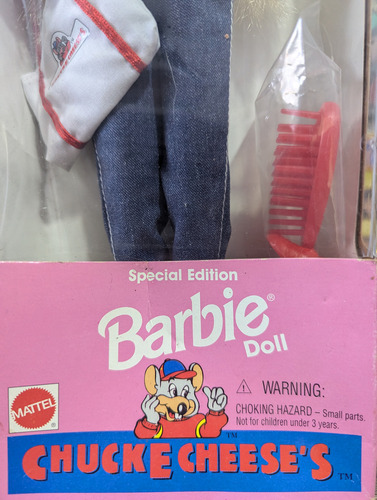 Special Edition
Barbie®
Doll
MATTEL®
⚠ WARNING:
CHOKING HAZARD – Small parts.
Not for children under 3 years.
CHUCK E CHEESE'S™
TM